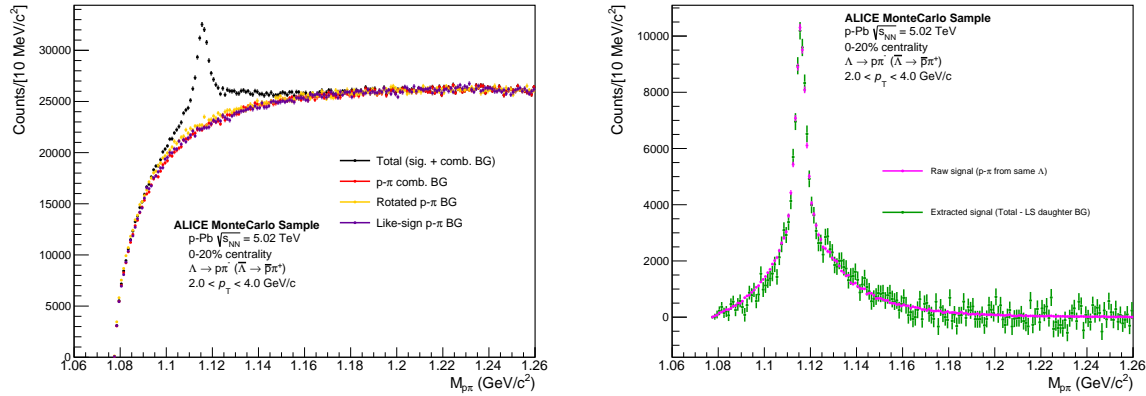 Counts/[10 MeV/c²]
30000
25000
20000
15000
10000
5000
0
1.06 1.08 1.1 1.12 1.14 1.16 1.18 1.2 1.22 1.24 1.26
M_pπ (GeV/c²)
Total (sig. + comb. BG)
p-π comb. BG
Rotated p-π BG
Like-sign p-π BG
ALICE MonteCarlo Sample
p-Pb √s_NN = 5.02 TeV
0-20% centrality
Λ → pπ⁻ (Λ̅ → p̅π⁺)
2.0 < p_T < 4.0 GeV/c
Counts/[10 MeV/c²]
10000
8000
6000
4000
2000
0
1.06 1.08 1.1 1.12 1.14 1.16 1.18 1.2 1.22 1.24 1.26
M_pπ (GeV/c²)
ALICE MonteCarlo Sample
p-Pb √s_NN = 5.02 TeV
0-20% centrality
Λ → pπ⁻ (Λ̅ → p̅π⁺)
2.0 < p_T < 4.0 GeV/c
Raw signal (p-π from same Λ)
Extracted signal (Total - LS daughter BG)